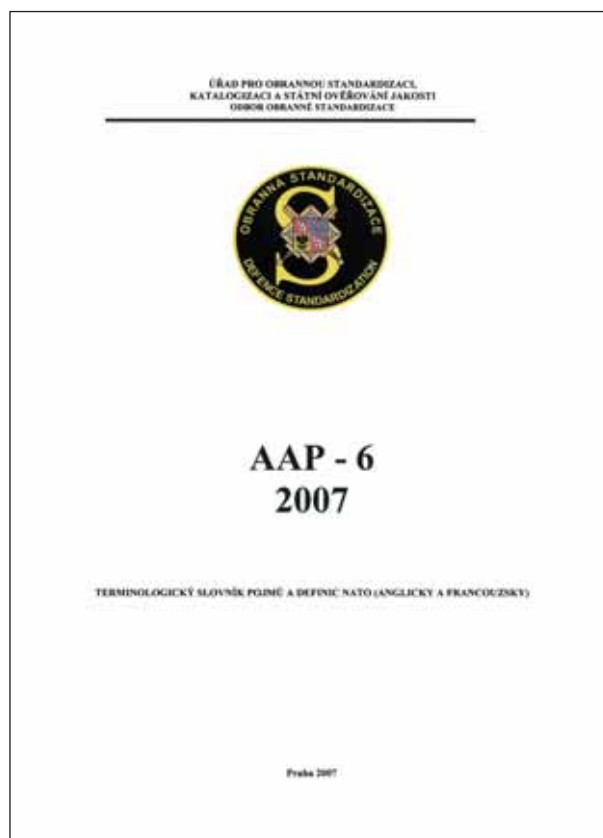 ÚŘAD PRO OBRANNOU STANDARDIZACI,
KATALOGIZACI A STÁTNÍ OVĚŘOVÁNÍ JAKOSTI
ODBOR OBRANNÉ STANDARDIZACE
OBRANNÁ STANDARDIZACE
S
DEFENCE STANDARDIZATION
AAP - 6
2007
TERMINOLOGICKÝ SLOVNÍK POJMŮ A DEFINIC NATO (ANGLICKY A FRANCOUZSKY)
Praha 2007